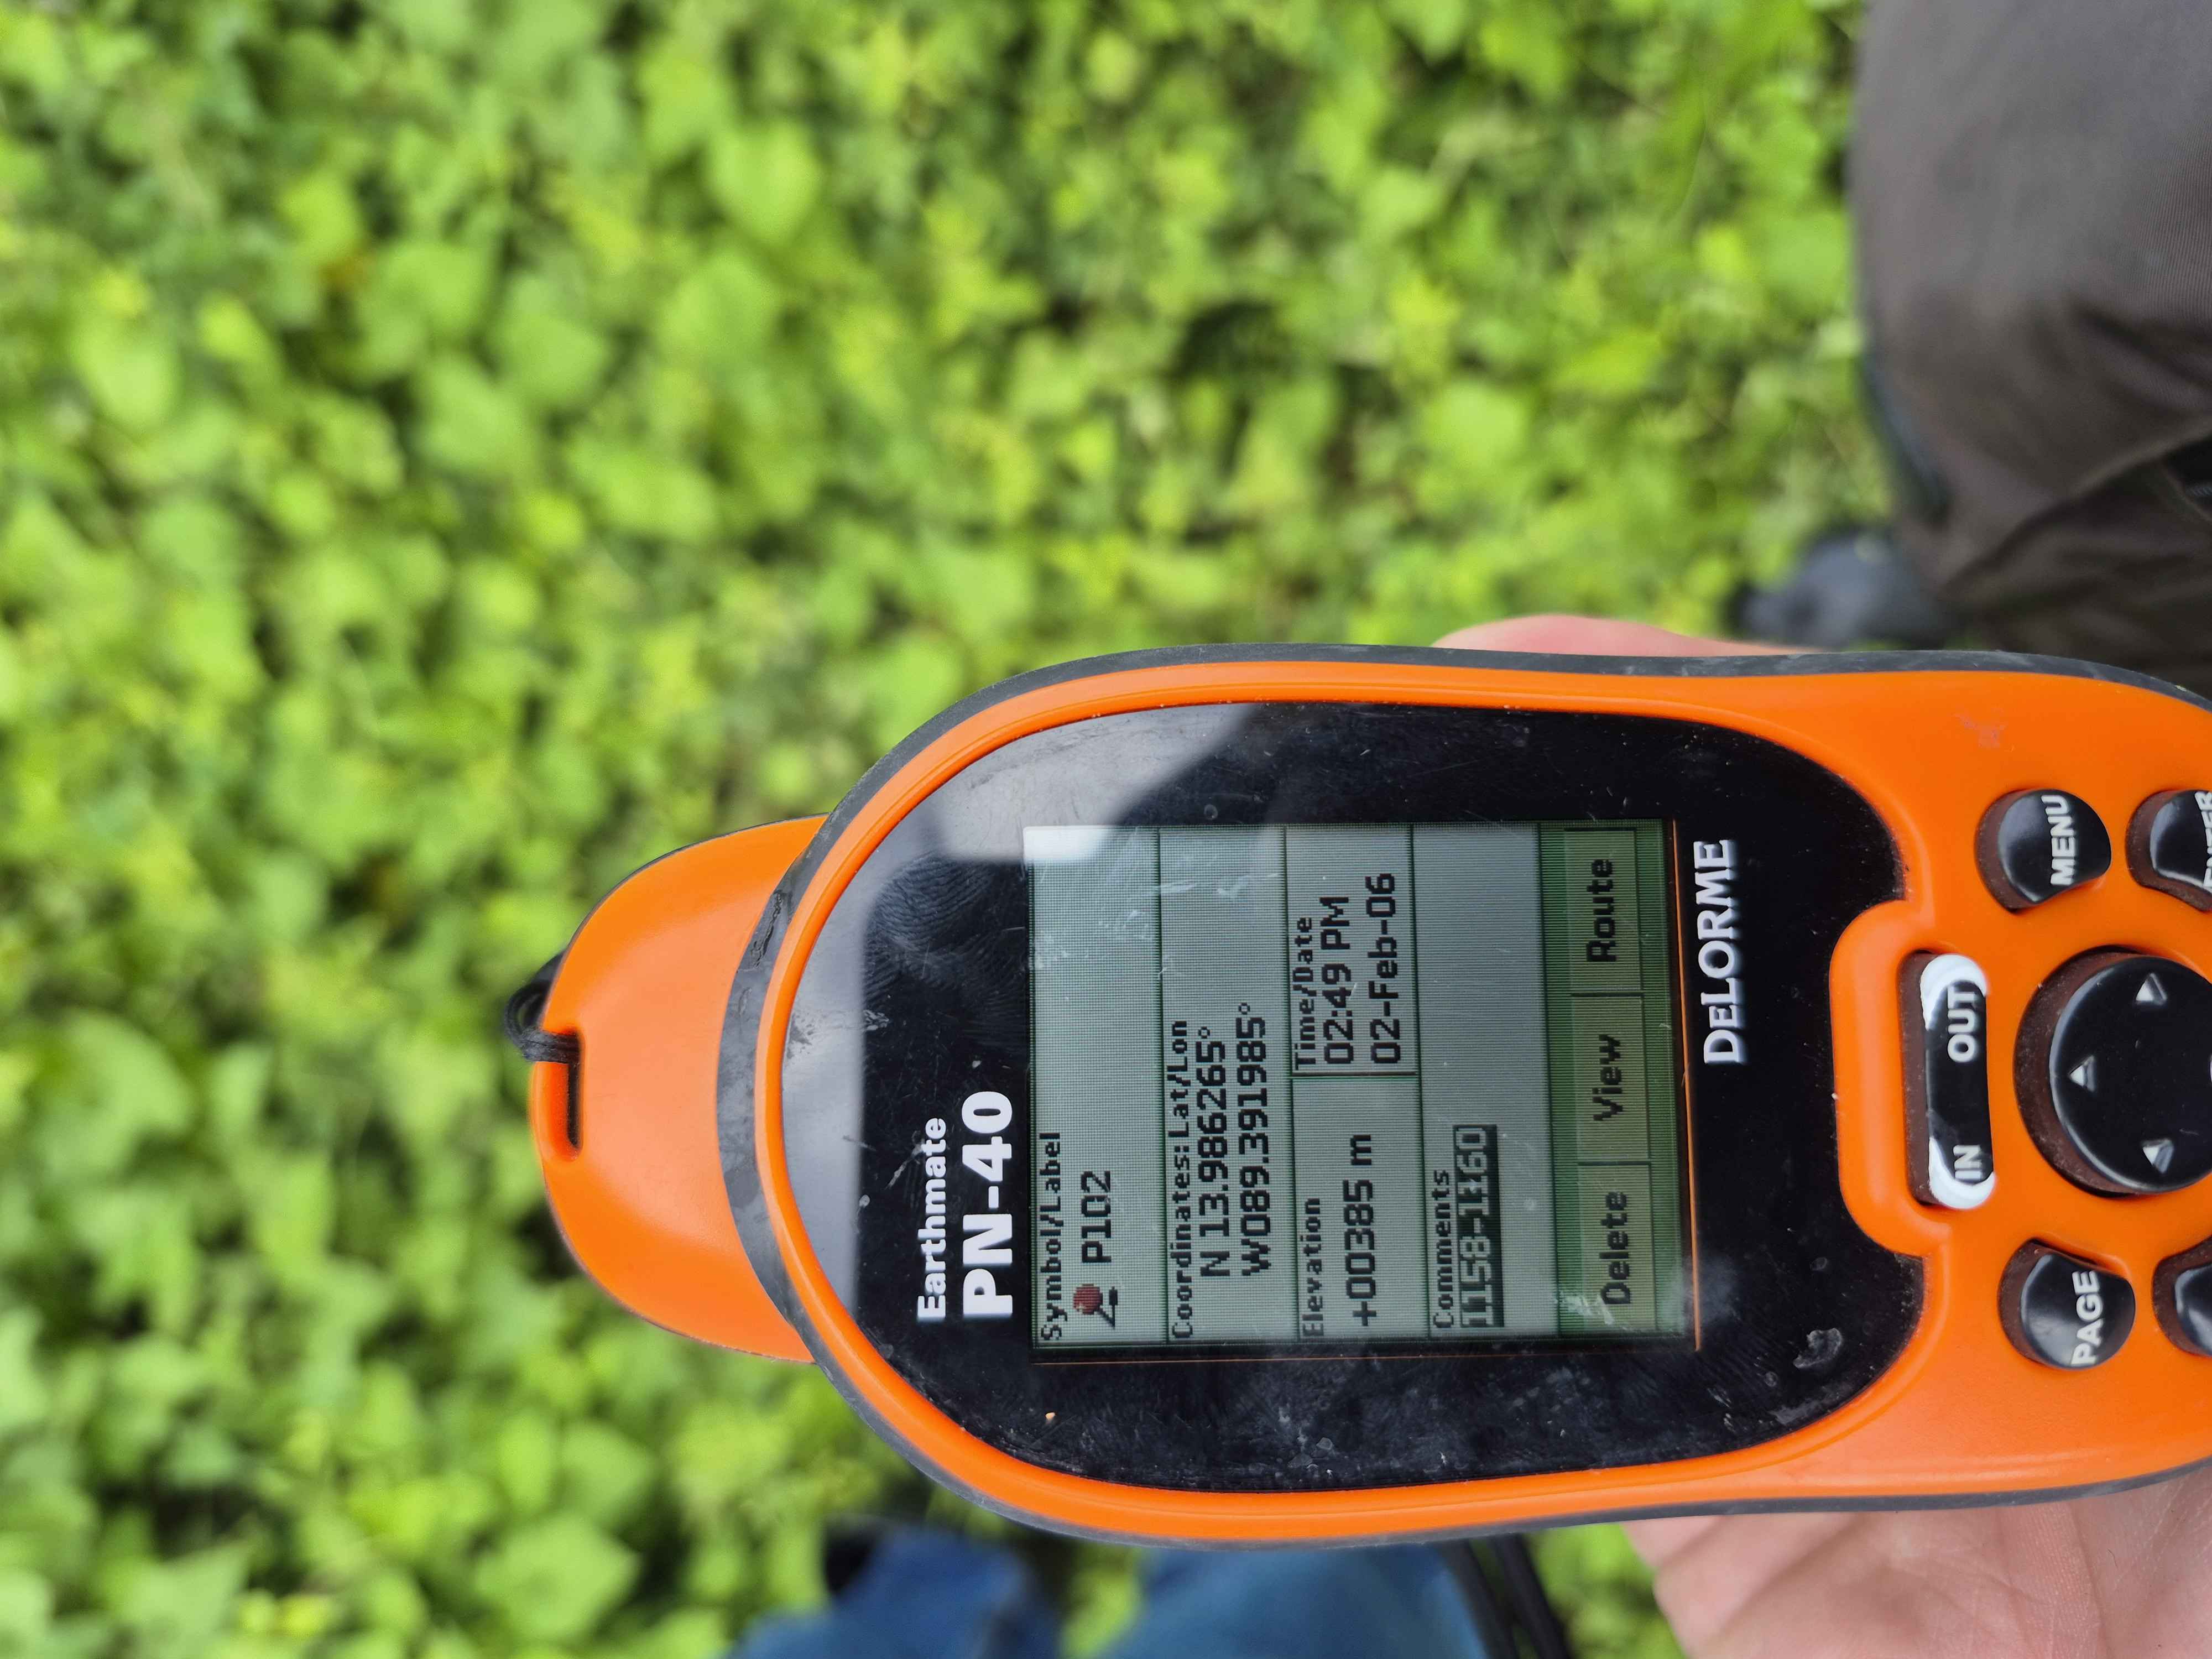 Earthmate
PN-40
Symbol/Label
P102
Coordinates:Lat/Lon
N 13.986265°
W089.391985°
Elevation
+00385 m
Time/Date
02:49 PM
02-Feb-06
Comments
1158-1360
Delete
View
Route
DELORME
IN
OUT
PAGE
MENU